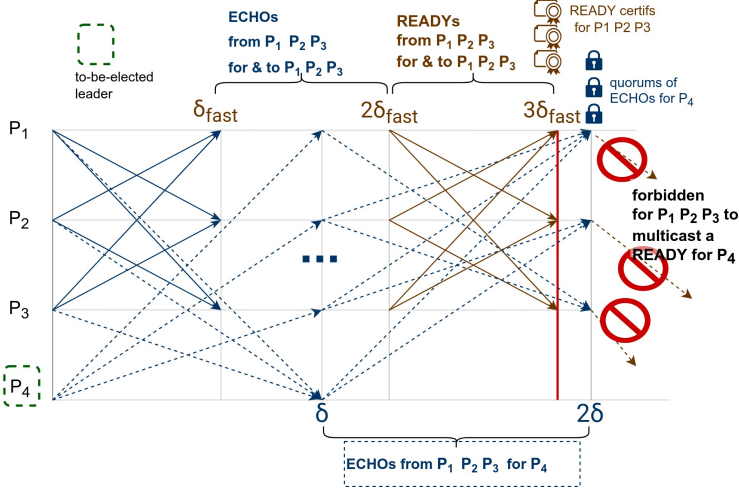 ECHOs
from P1 P2 P3
for & to P1 P2 P3
READYs
from P1 P2 P3
for & to P1 P2 P3
READY certifs
for P1 P2 P3
to-be-elected
leader
quorums of
ECHOs for P4
δfast
2δfast
3δfast
P1
P2
P3
P4
forbidden
for P1 P2 P3 to
multicast a
READY for P4
...
δ
2δ
ECHOs from P1 P2 P3 for P4